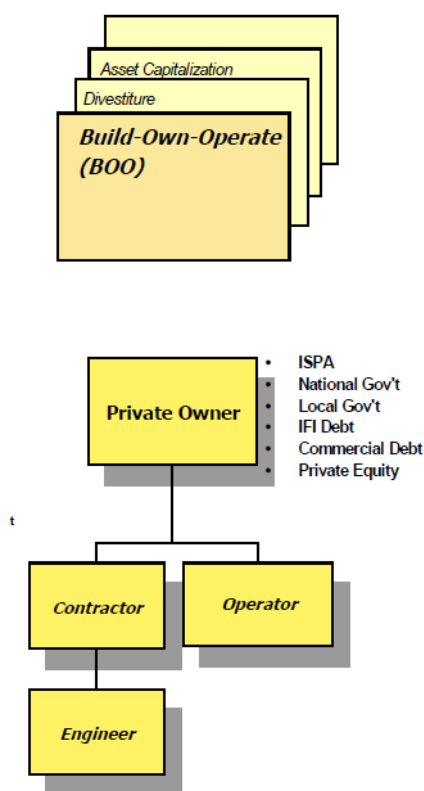 Asset Capitalization
Divestiture
Build-Own-Operate
(BOO)
Private Owner
• ISPA
• National Gov't
• Local Gov't
• IFI Debt
• Commercial Debt
• Private Equity
t
Contractor
Operator
Engineer